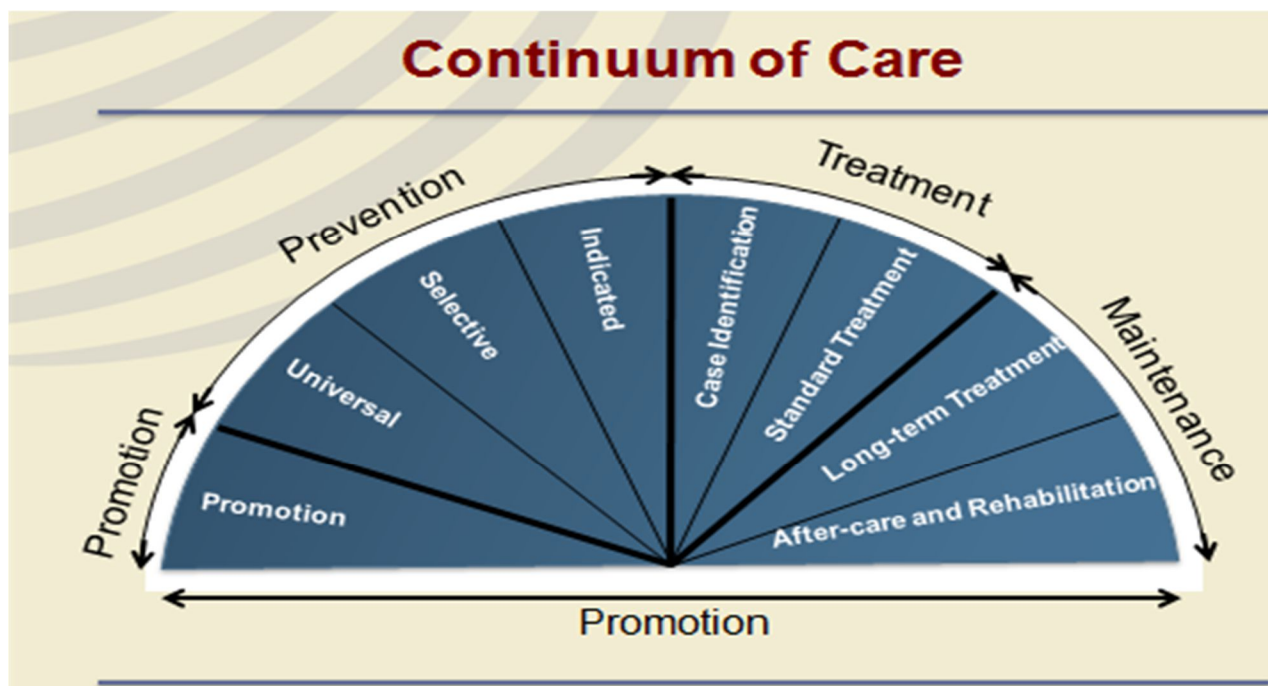 Continuum of Care
Promotion
Prevention
Treatment
Maintenance
Promotion
Universal
Selective
Indicated
Case Identification
Standard Treatment
Long-term Treatment
After-care and Rehabilitation
Promotion